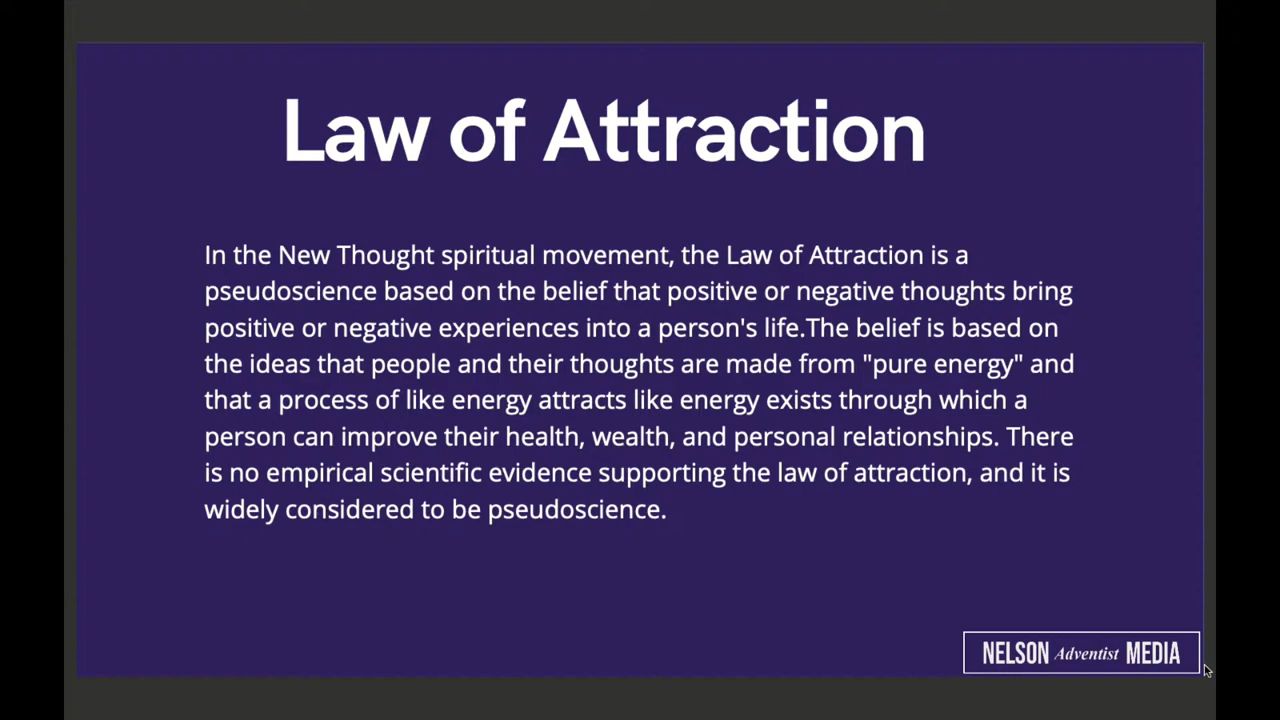 Law of Attraction
In the New Thought spiritual movement, the Law of Attraction is a
pseudoscience based on the belief that positive or negative thoughts bring
positive or negative experiences into a person's life.The belief is based on
the ideas that people and their thoughts are made from "pure energy" and
that a process of like energy attracts like energy exists through which a
person can improve their health, wealth, and personal relationships. There
is no empirical scientific evidence supporting the law of attraction, and it is
widely considered to be pseudoscience.
NELSON Adventist MEDIA